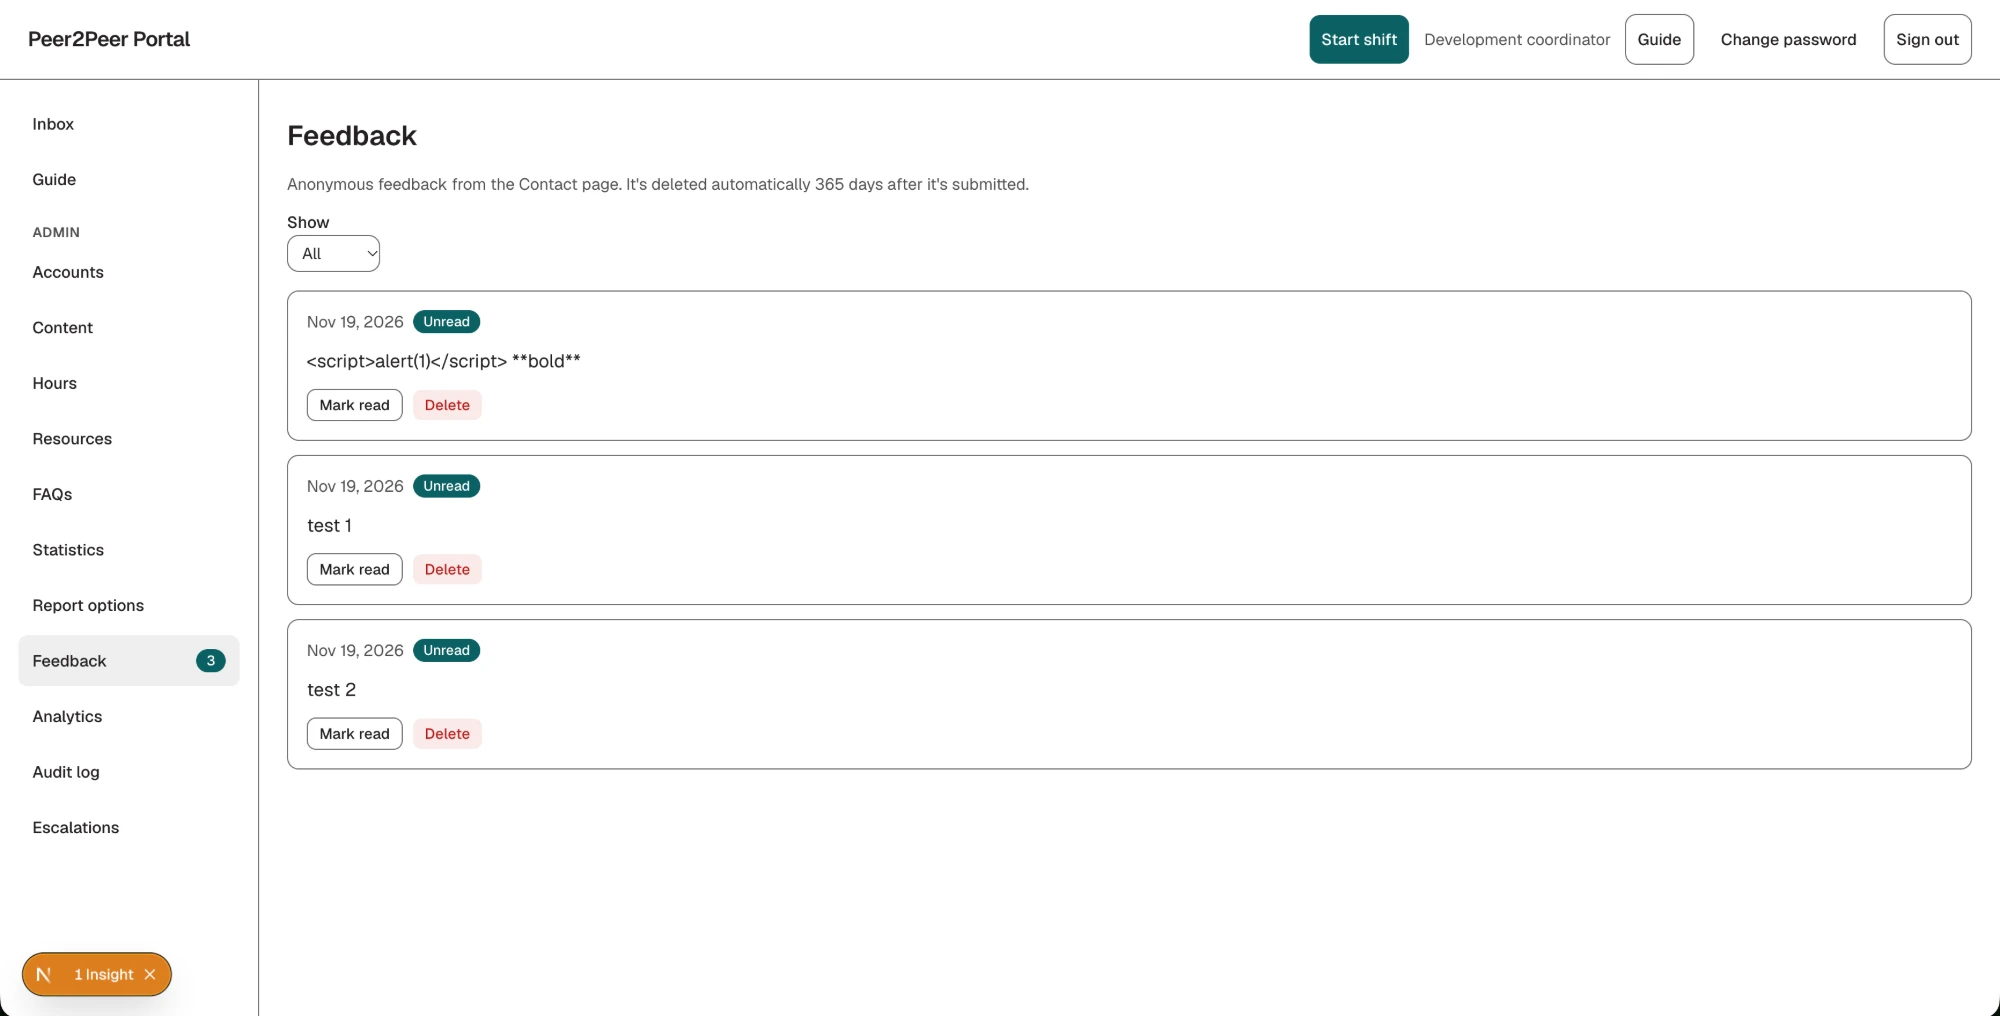 Peer2Peer Portal
Start shift
Development coordinator
Guide
Change password
Sign out
Inbox
Guide
ADMIN
Accounts
Content
Hours
Resources
FAQs
Statistics
Report options
Feedback 3
Analytics
Audit log
Escalations
N 1 Insight
Feedback
Anonymous feedback from the Contact page. It's deleted automatically 365 days after it's submitted.
Show
All
Nov 19, 2026 Unread
<script>alert(1)</script> **bold**
Mark read Delete
Nov 19, 2026 Unread
test 1
Mark read Delete
Nov 19, 2026 Unread
test 2
Mark read Delete